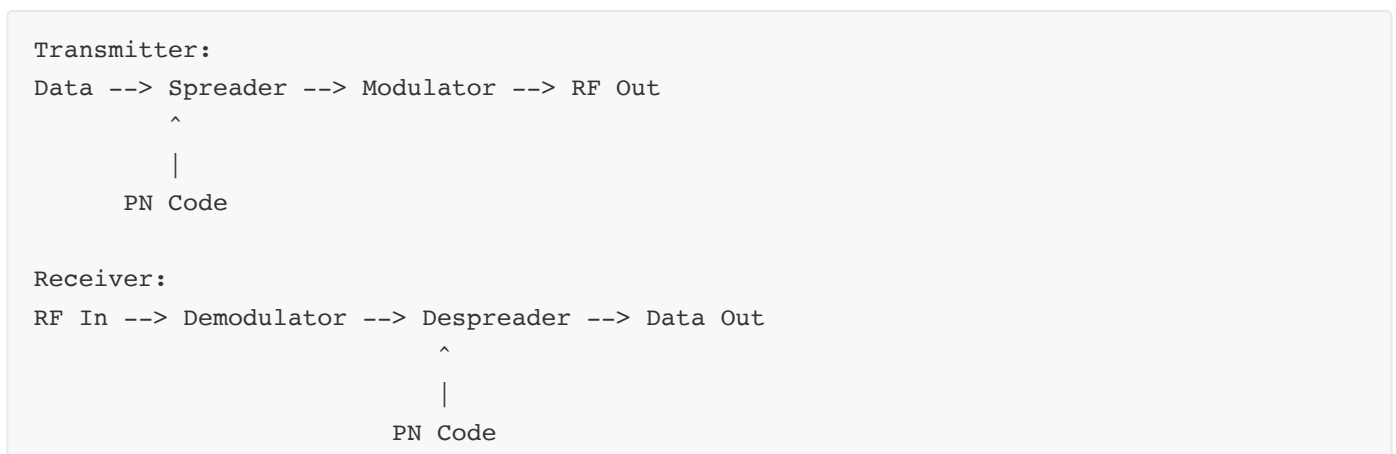 Transmitter:
Data --> Spreader --> Modulator --> RF Out
         ^
         |
      PN Code

Receiver:
RF In --> Demodulator --> Despreader --> Data Out
                           ^
                           |
                        PN Code